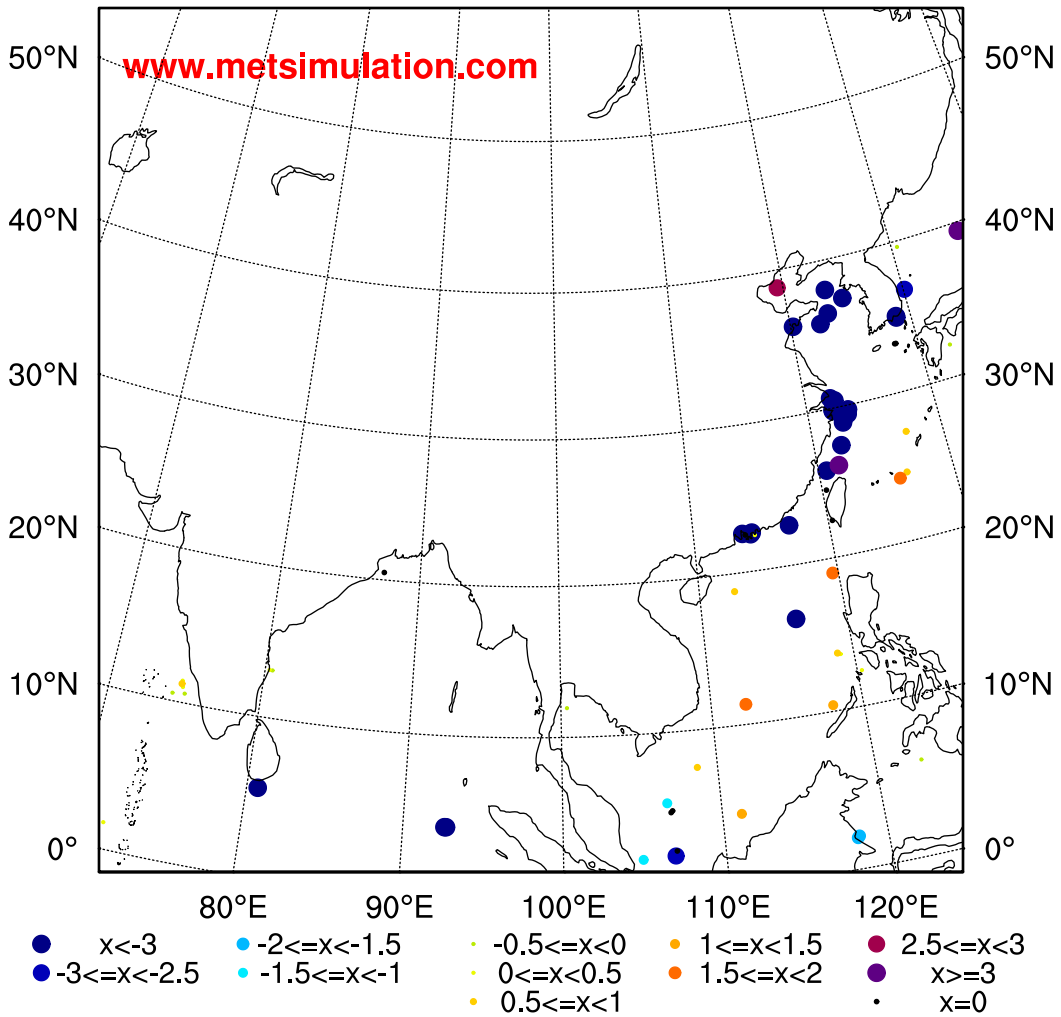 www.metsimulation.com
50°N 50°N
40°N 40°N
30°N 30°N
20°N 20°N
10°N 10°N
0° 0°
80°E 90°E 100°E 110°E 120°E
x<-3 -2<=x<-1.5 -0.5<=x<0 1<=x<1.5 2.5<=x<3
-3<=x<-2.5 -1.5<=x<-1 0<=x<0.5 1.5<=x<2 x>=3
0.5<=x<1 x=0